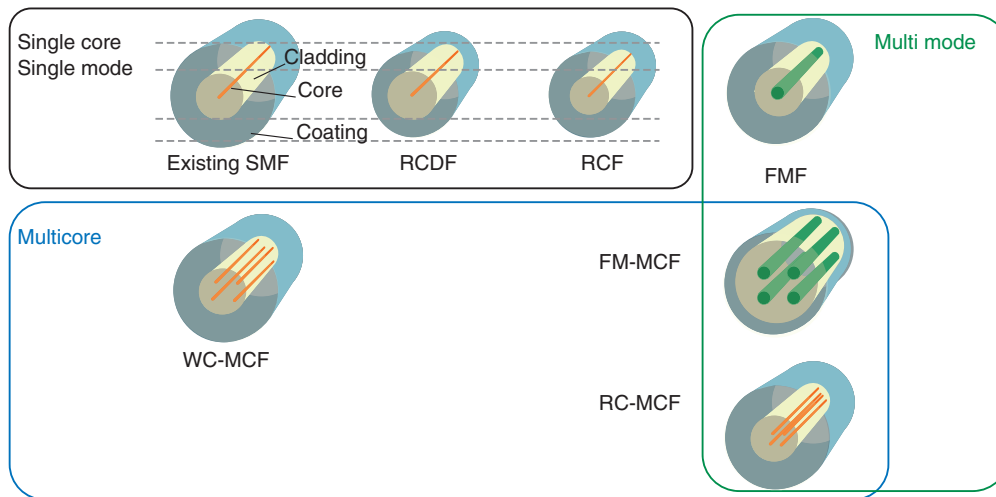 Single core
Single mode
Cladding
Core
Coating
Existing SMF
RCDF
RCF
Multi mode
FMF
Multicore
WC-MCF
FM-MCF
RC-MCF